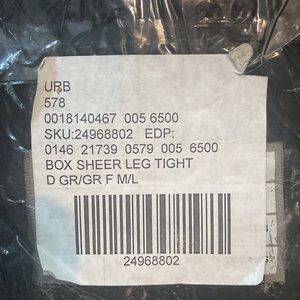 URB
578
0018140467 005 6500
SKU:24968802 EDP:
0146 21739 0579 005 6500
BOX SHEER LEG TIGHT
D GR/GR F M/L
24968802